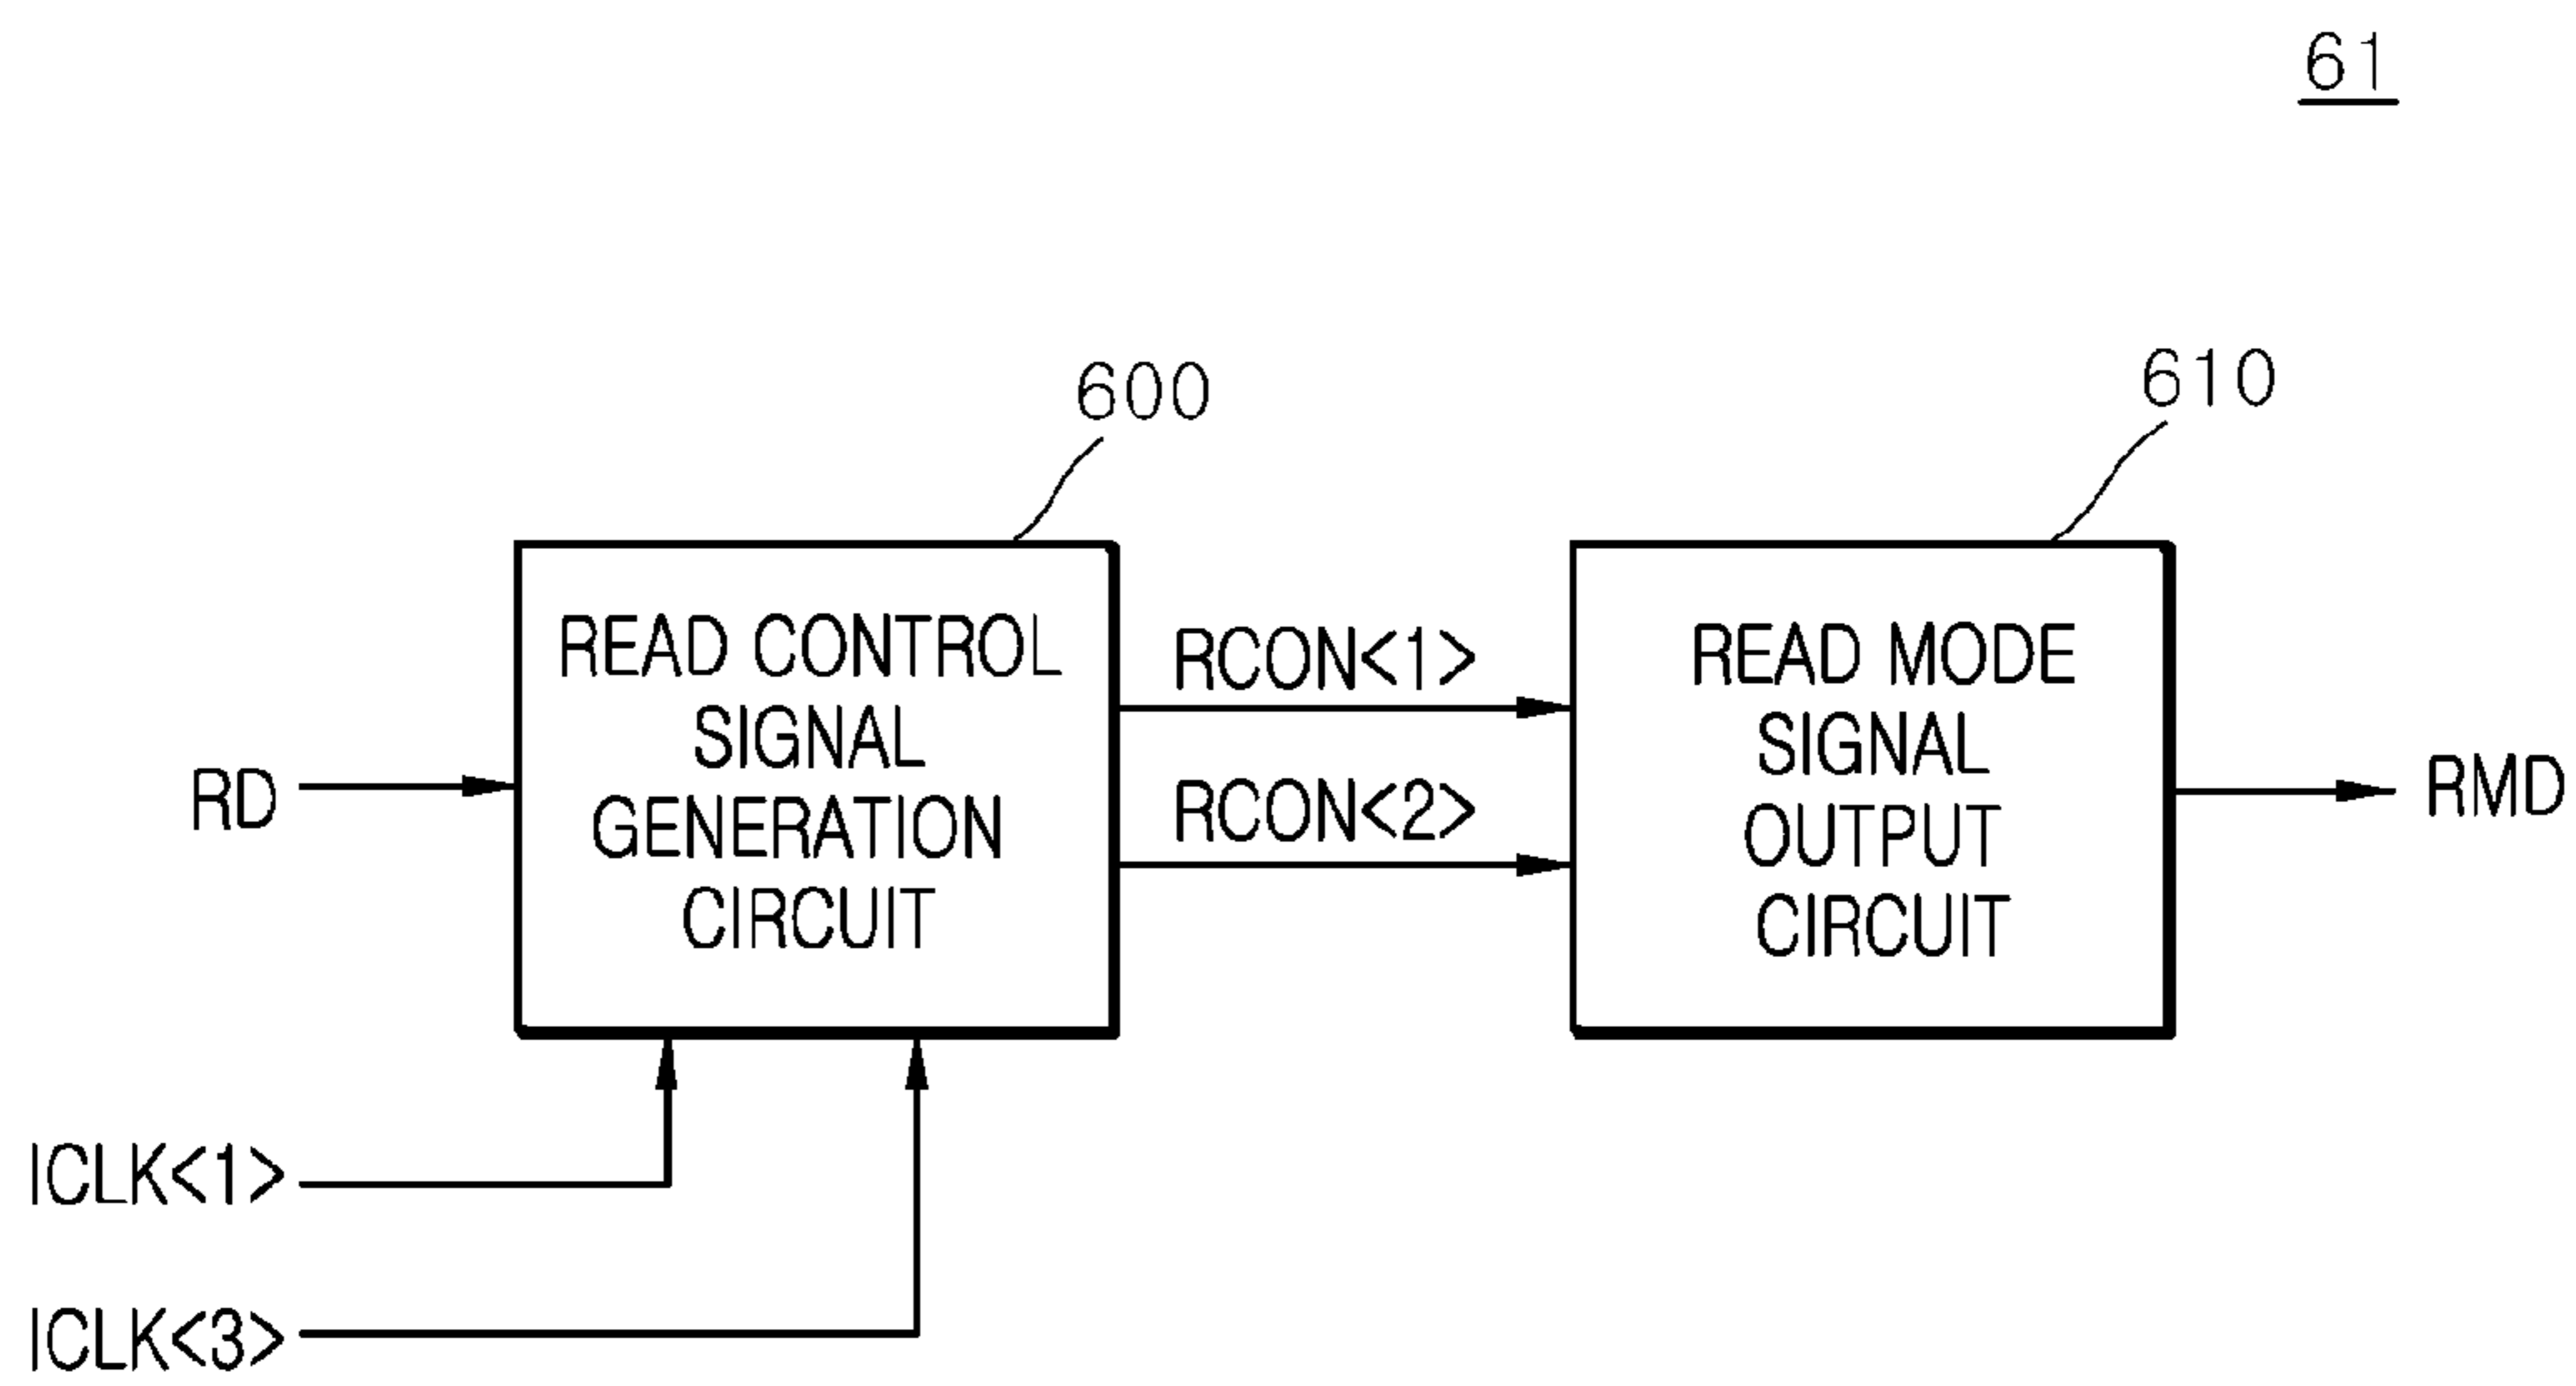 61
600
610
READ CONTROL
SIGNAL
GENERATION
CIRCUIT
RCON<1>
RCON<2>
READ MODE
SIGNAL
OUTPUT
CIRCUIT
RD
RMD
ICLK<1>
ICLK<3>